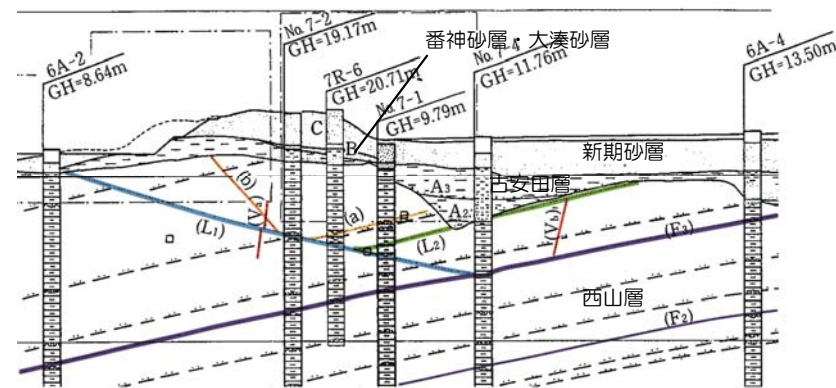 6A-2
GH=8.64m
No.7-2
GH=19.17m
7R-6
GH=20.71m
No.7-1
GH=9.79m
番神砂層・大湊砂層
No.7-4
GH=11.76m
6A-4
GH=13.50m
C
B
新期砂層
古安田層
A3
A2
(b)
(a)
(L1)
(L2)
(Vb)
(F3)
西山層
(F2)